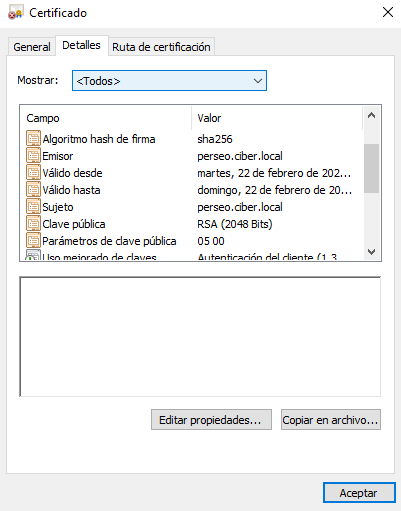 Certificado
General Detalles Ruta de certificación
Mostrar: <Todos>
Campo Valor
Algoritmo hash de firma sha256
Emisor perseo.ciber.local
Válido desde martes, 22 de febrero de 202...
Válido hasta domingo, 22 de febrero de 20...
Sujeto perseo.ciber.local
Clave pública RSA (2048 Bits)
Parámetros de clave pública 05 00
Uso mejorado de claves Autenticación del cliente (1.3
Editar propiedades... Copiar en archivo...
Aceptar